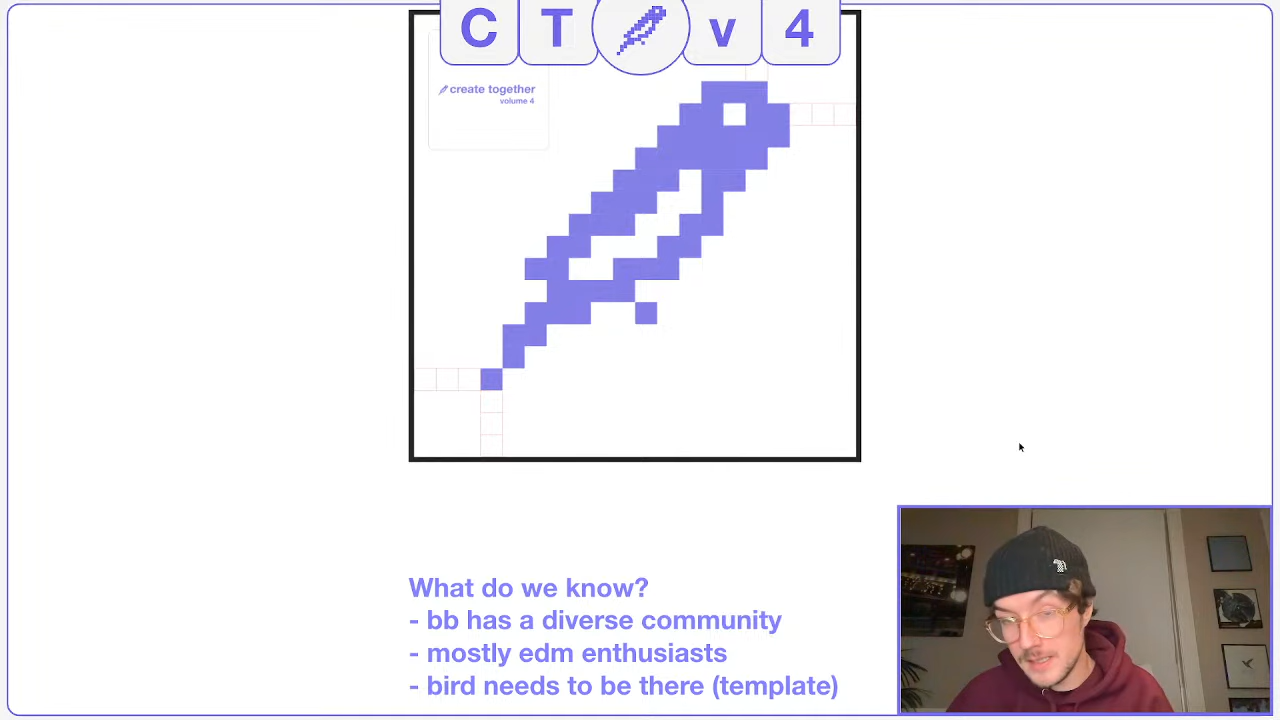 C T v 4
create together
volume 4
What do we know?
- bb has a diverse community
- mostly edm enthusiasts
- bird needs to be there (template)